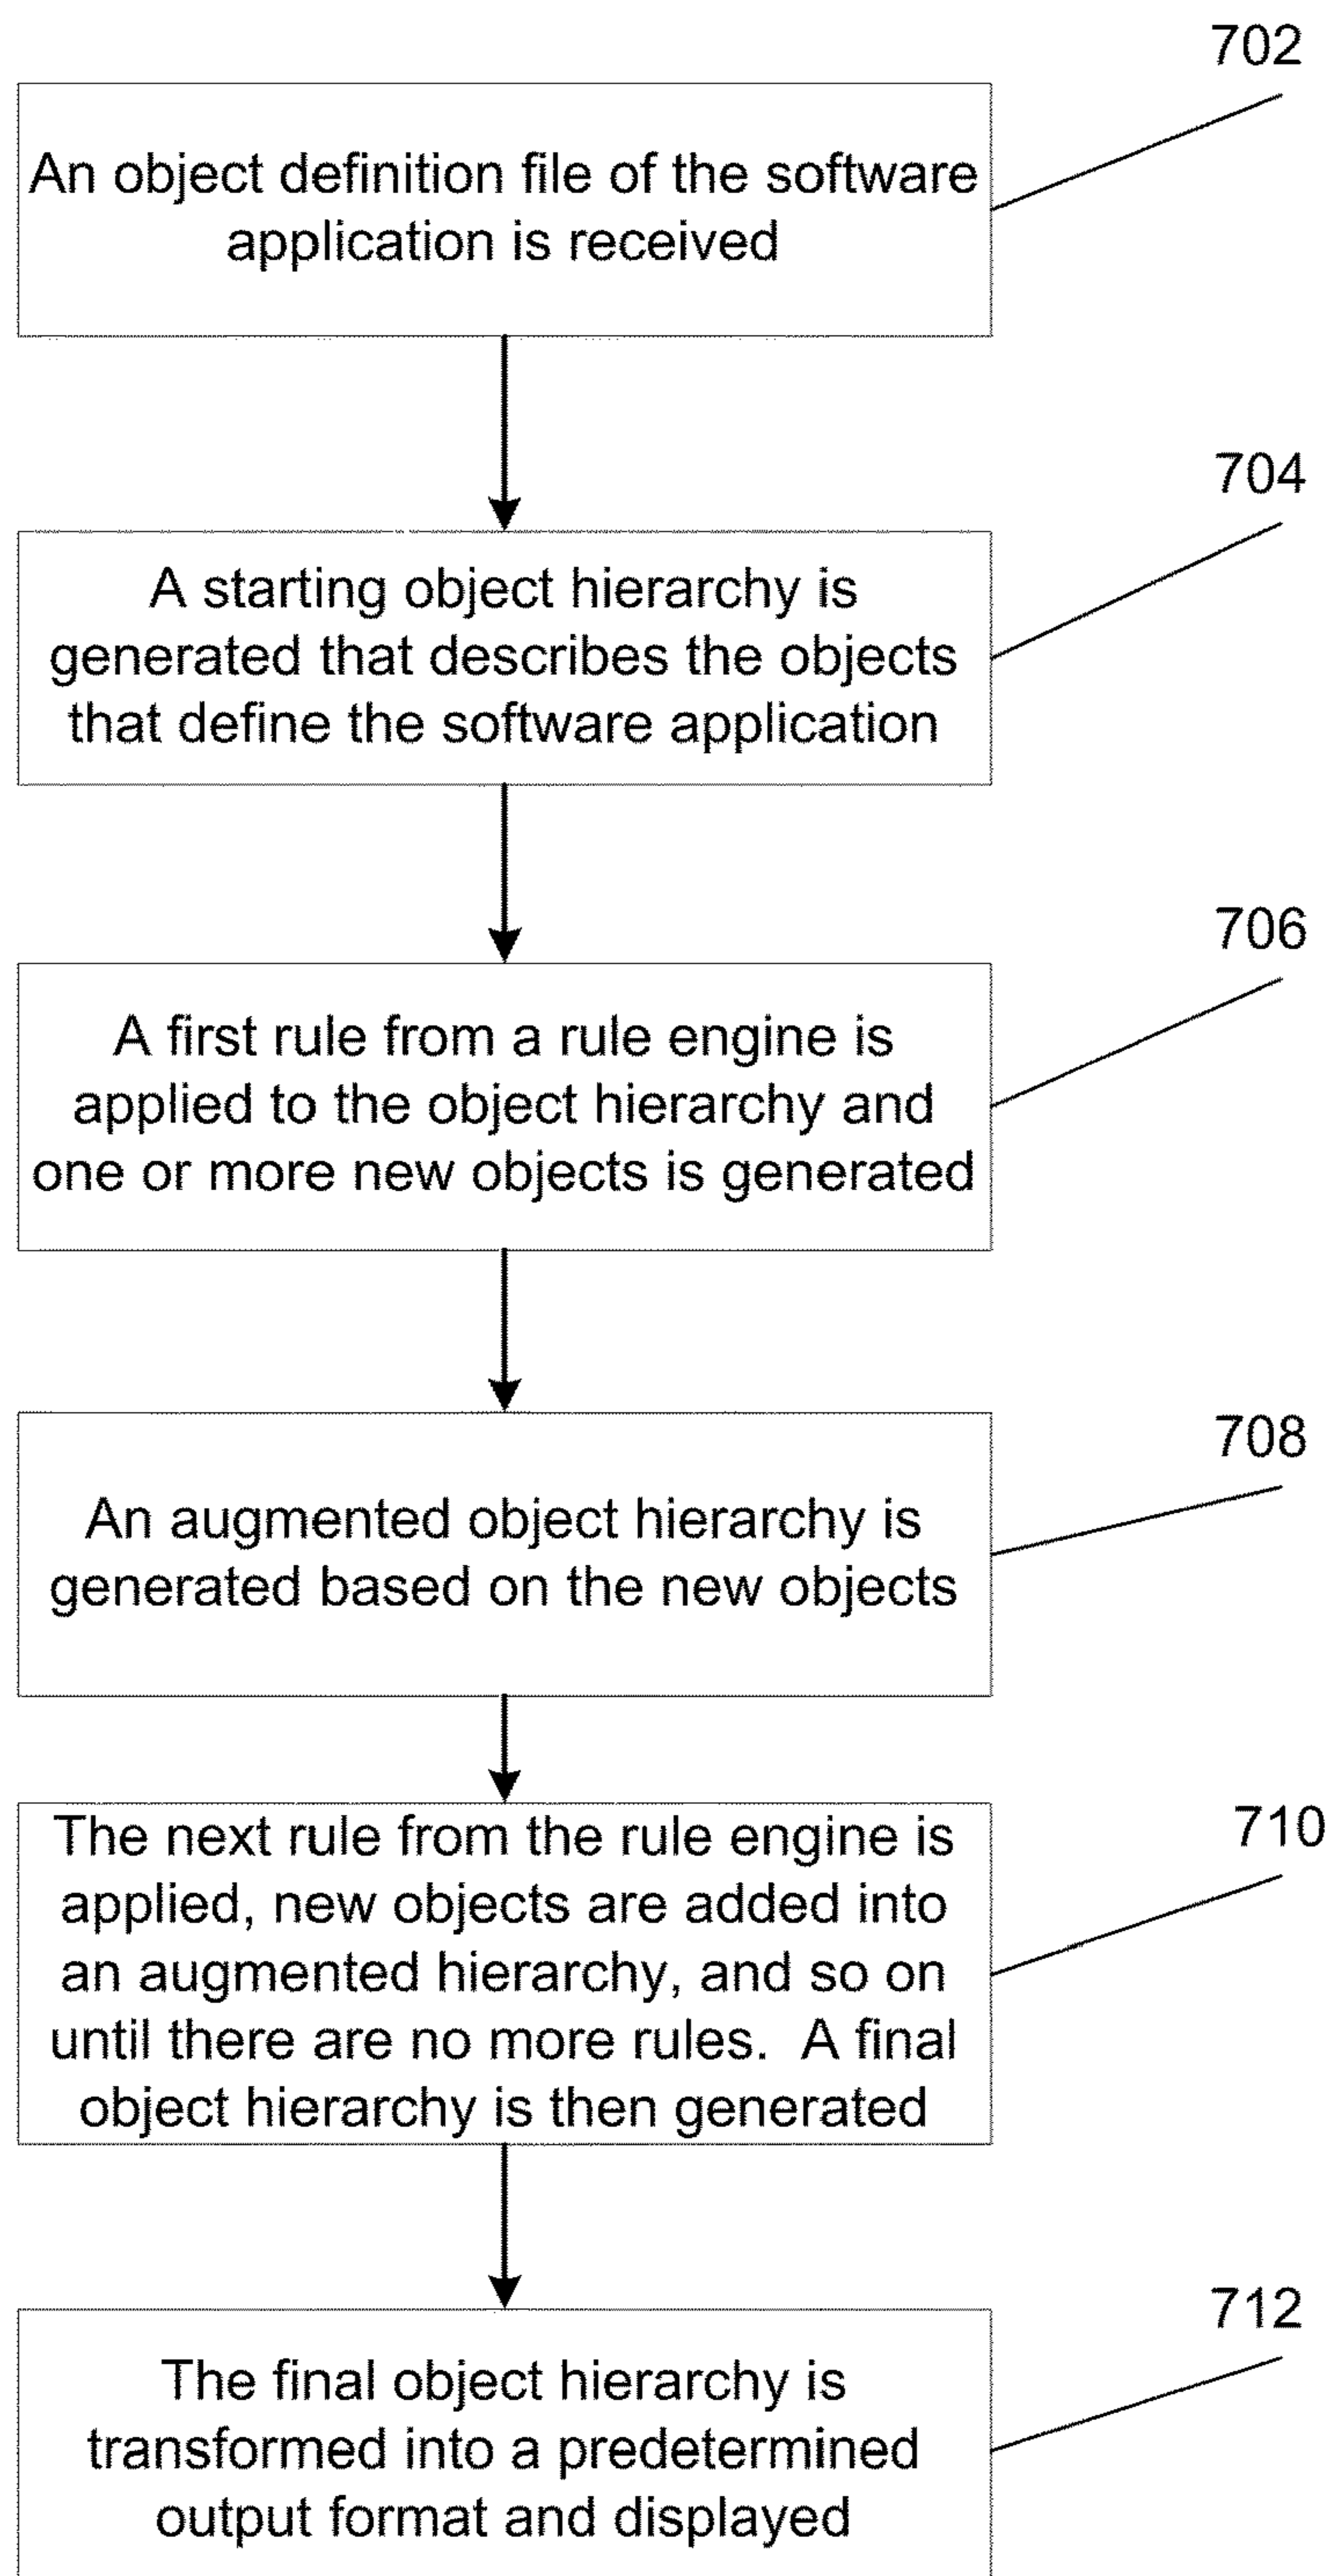 702
An object definition file of the software
application is received
704
A starting object hierarchy is
generated that describes the objects
that define the software application
706
A first rule from a rule engine is
applied to the object hierarchy and
one or more new objects is generated
708
An augmented object hierarchy is
generated based on the new objects
710
The next rule from the rule engine is
applied, new objects are added into
an augmented hierarchy, and so on
until there are no more rules.  A final
object hierarchy is then generated
712
The final object hierarchy is
transformed into a predetermined
output format and displayed